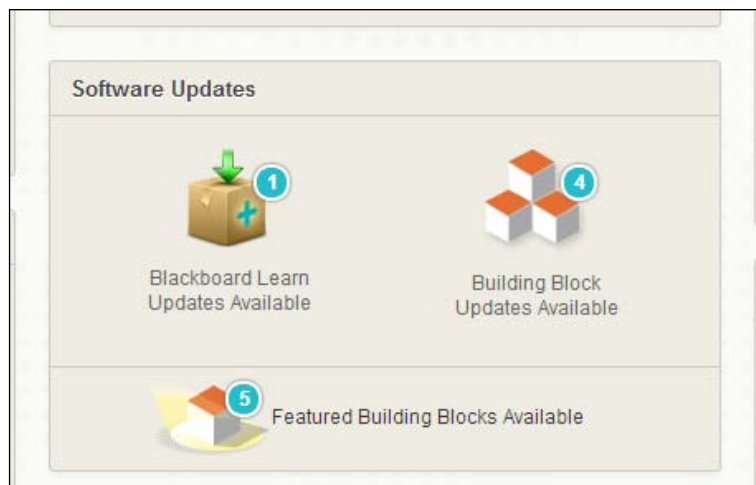 Software Updates
1
4
Blackboard Learn
Updates Available
Building Block
Updates Available
5
Featured Building Blocks Available